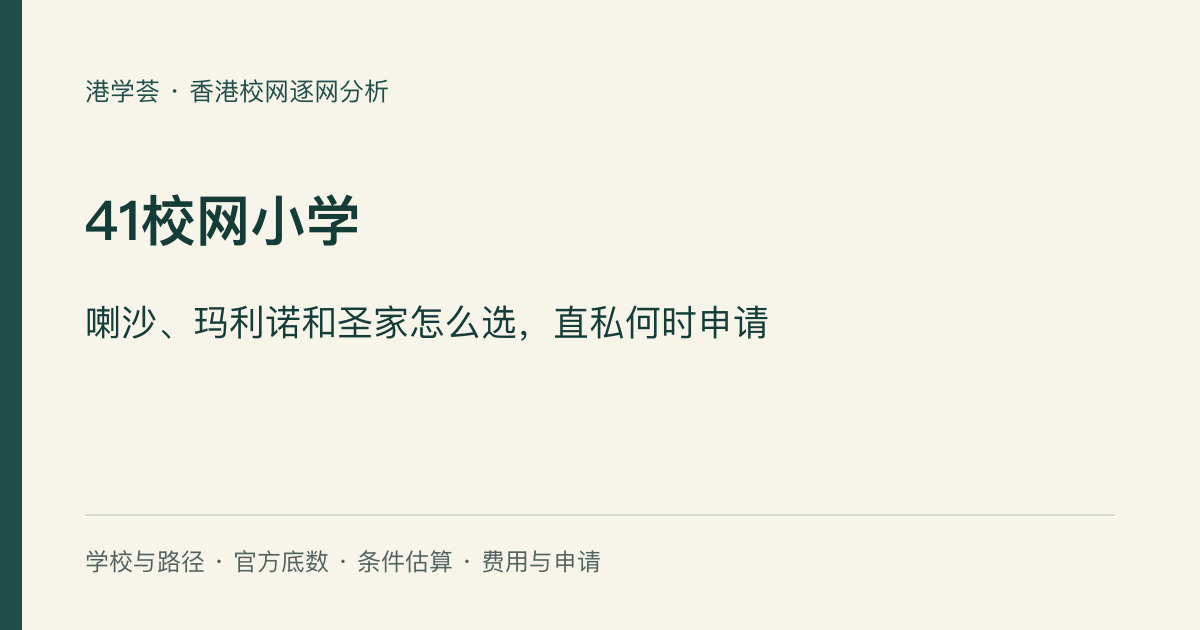 港学荟 · 香港校网逐网分析
41校网小学
喇沙、玛利诺和圣家怎么选，直私何时申请
学校与路径 · 官方底数 · 条件估算 · 费用与申请